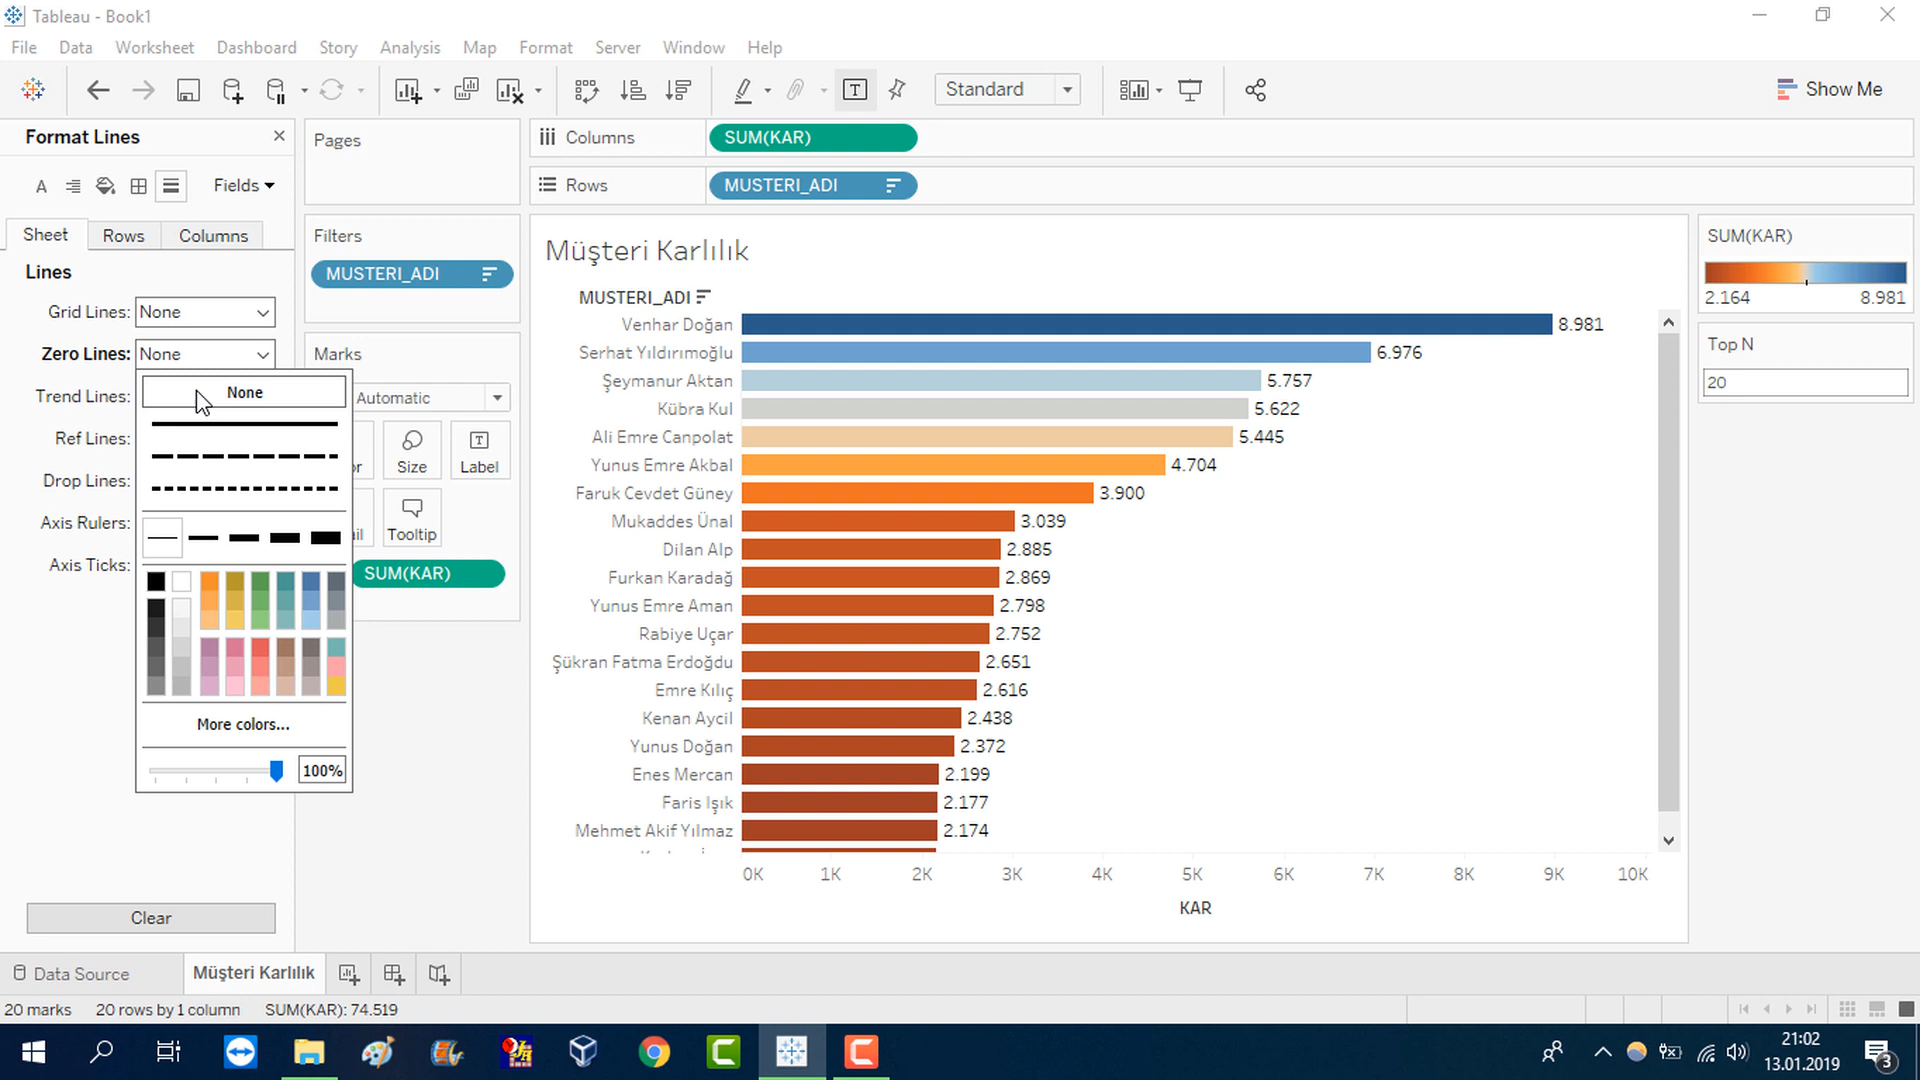 Tableau - Book1
File Data Worksheet Dashboard Story Analysis Map Format Server Window Help
Standard
Show Me
Format Lines
Fields
Sheet Rows Columns
Lines
Grid Lines: None
Zero Lines: None
Trend Lines:
Ref Lines:
Drop Lines:
Axis Rulers:
Axis Ticks:
None
More colors...
100%
Clear
Pages
Filters
MUSTERI_ADI
Marks
Automatic
Size
Label
Tooltip
SUM(KAR)
Columns SUM(KAR)
Rows MUSTERI_ADI
Müşteri Karlılık
MUSTERI_ADI
Venhar Doğan 8.981
Serhat Yıldırımoğlu 6.976
Şeymanur Aktan 5.757
Kübra Kul 5.622
Ali Emre Canpolat 5.445
Yunus Emre Akbal 4.704
Faruk Cevdet Güney 3.900
Mukaddes Ünal 3.039
Dilan Alp 2.885
Furkan Karadağ 2.869
Yunus Emre Aman 2.798
Rabiye Uçar 2.752
Şükran Fatma Erdoğdu 2.651
Emre Kılıç 2.616
Kenan Aycil 2.438
Yunus Doğan 2.372
Enes Mercan 2.199
Faris Işık 2.177
Mehmet Akif Yılmaz 2.174
0K 1K 2K 3K 4K 5K 6K 7K 8K 9K 10K
KAR
SUM(KAR)
2.164 8.981
Top N
20
Data Source Müşteri Karlılık
20 marks 20 rows by 1 column SUM(KAR): 74.519
21:02
13.01.2019
3